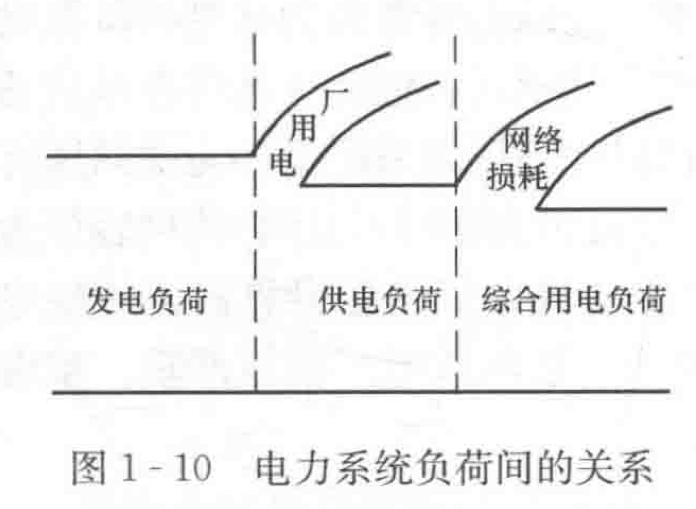 厂用电
网络
损耗
发电负荷
供电负荷
综合用电负荷
图 1-10 电力系统负荷间的关系